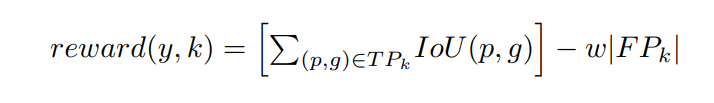 reward(y, k) = [∑_{(p,g)∈TP_k} IoU(p, g)] − w|FP_k|